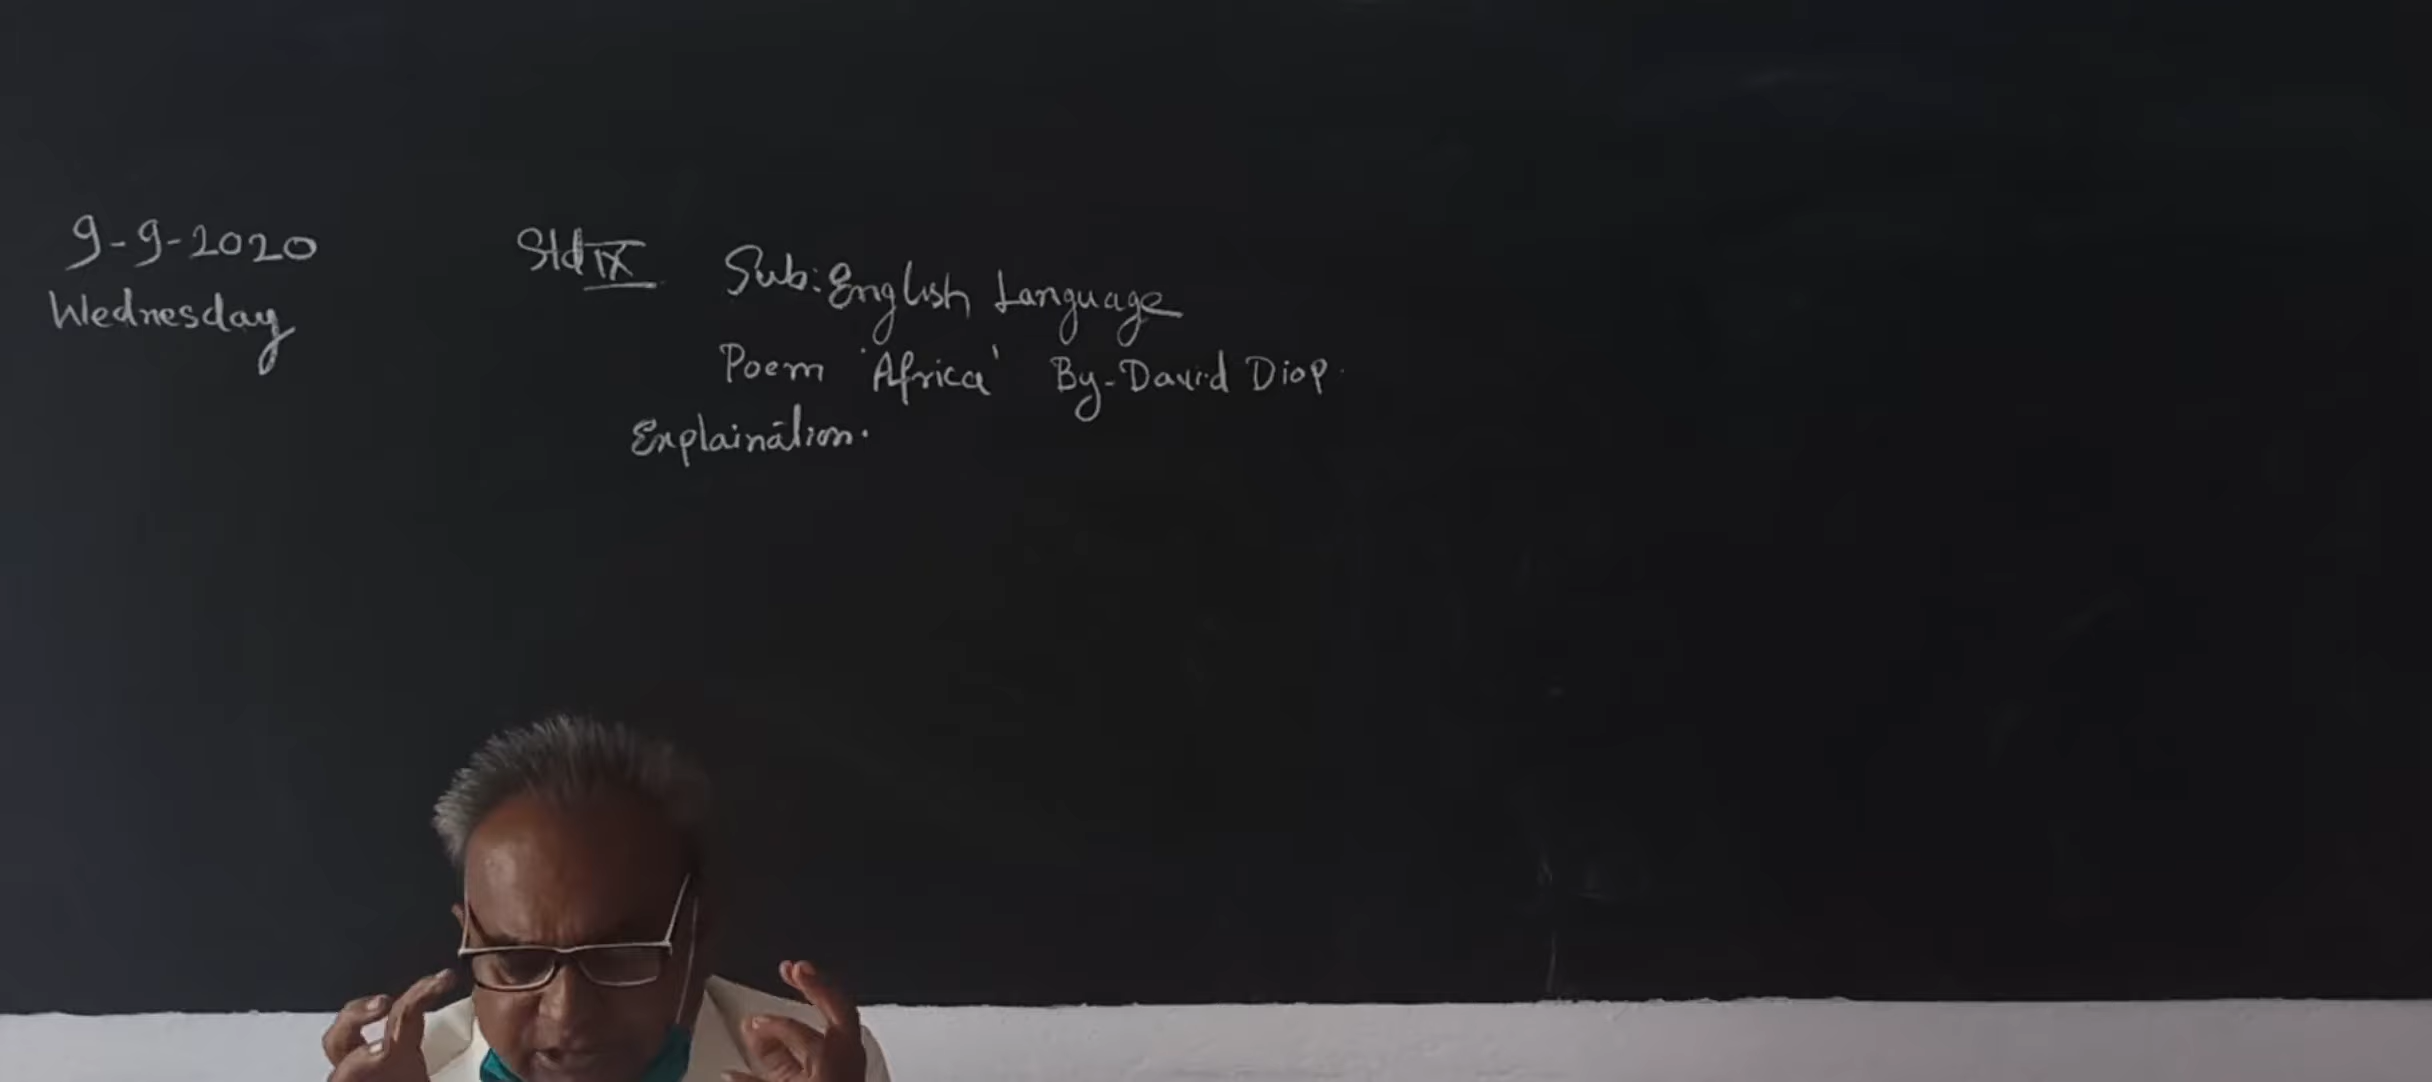 9-9-2020
Wednesday
Std IX Sub: English Language
Poem 'Africa' By-David Diop.
Explaination.